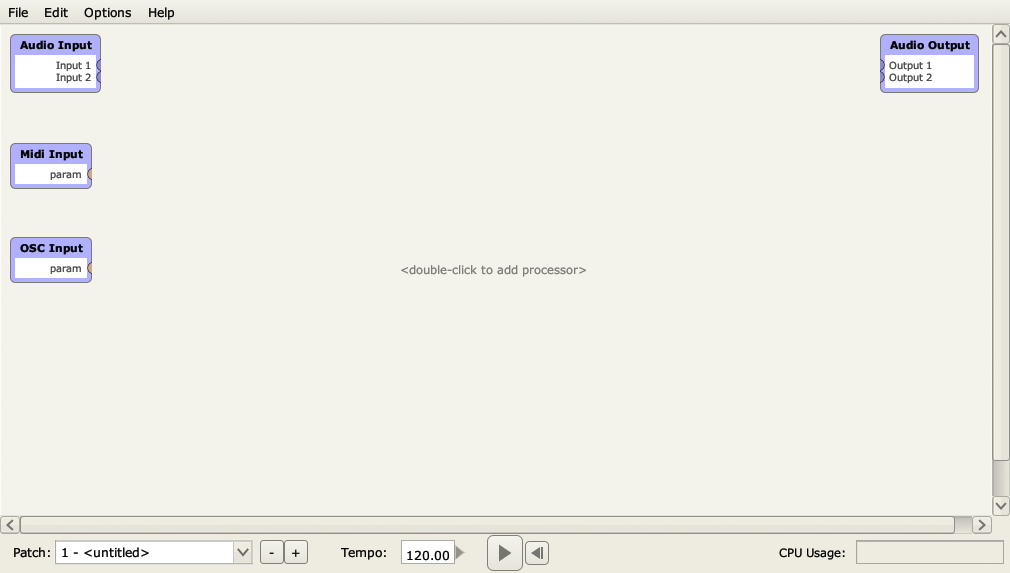 File Edit Options Help
Audio Input
Input 1
Input 2
Audio Output
Output 1
Output 2
Midi Input
param
OSC Input
param
<double-click to add processor>
Patch: 1 - <untitled> - + Tempo: 120.00 CPU Usage: